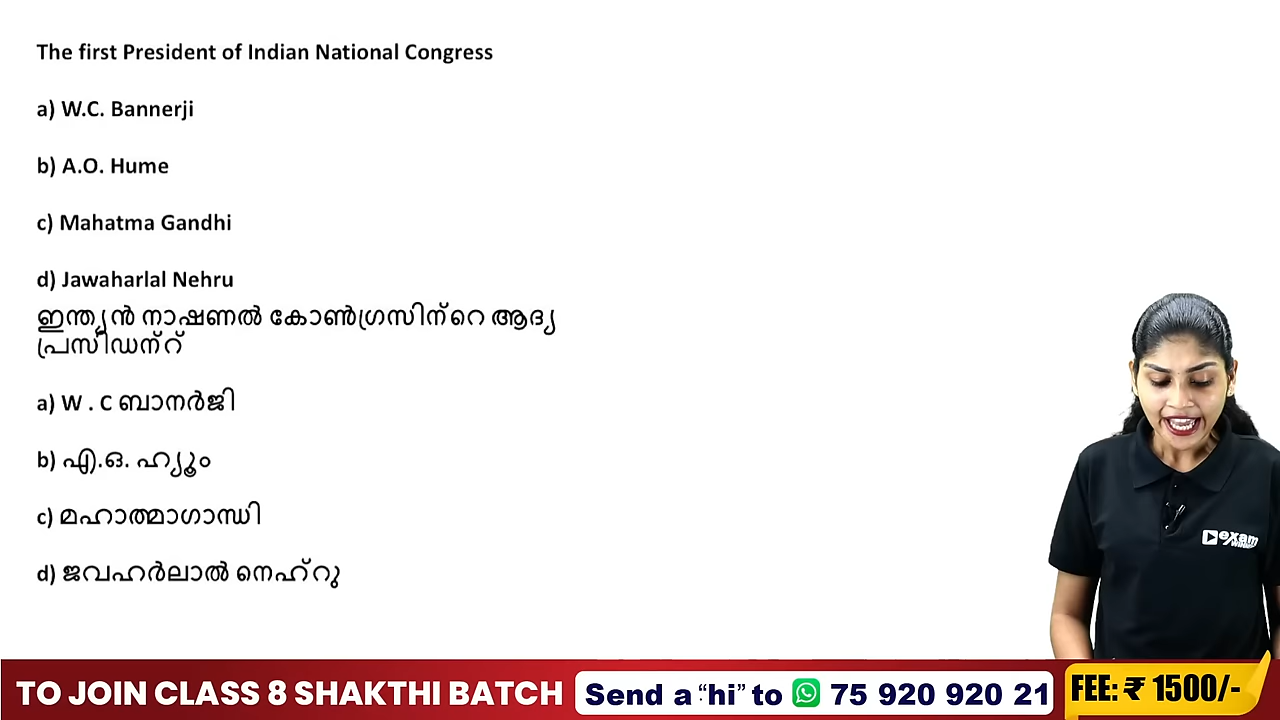 The first President of Indian National Congress
a) W.C. Bannerji
b) A.O. Hume
c) Mahatma Gandhi
d) Jawaharlal Nehru
ഇന്ത്യൻ നാഷണൽ കോൺഗ്രസിന്റെ ആദ്യ
പ്രസിഡന്റ്
a) W . C ബാനർജി
b) എ.ഒ. ഹ്യൂം
c) മഹാത്മാഗാന്ധി
d) ജവഹർലാൽ നെഹ്റു
exam
winner
TO JOIN CLASS 8 SHAKTHI BATCH Send a “hi” to 75 920 920 21 FEE: ₹ 1500/-